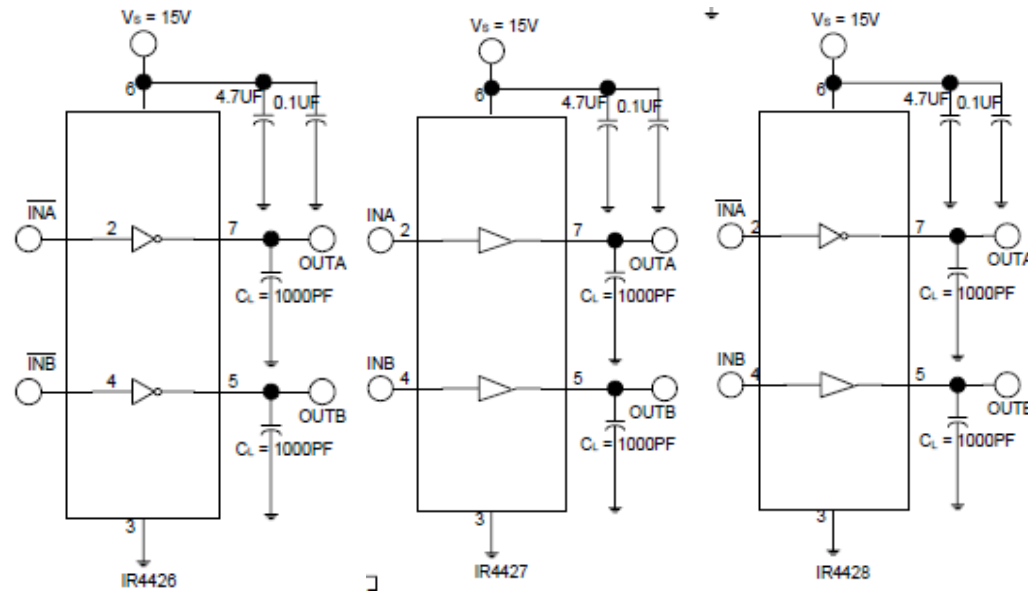 Vs = 15V
6
4.7UF 0.1UF
INA
2
7
OUTA
CL = 1000PF
INB
4
5
OUTB
CL = 1000PF
3
IR4426
Vs = 15V
6
4.7UF 0.1UF
INA
2
7
OUTA
CL = 1000PF
INB
4
5
OUTB
CL = 1000PF
3
IR4427
Vs = 15V
6
4.7UF 0.1UF
INA
2
7
OUTA
CL = 1000PF
INB
4
5
OUTB
CL = 1000PF
3
IR4428